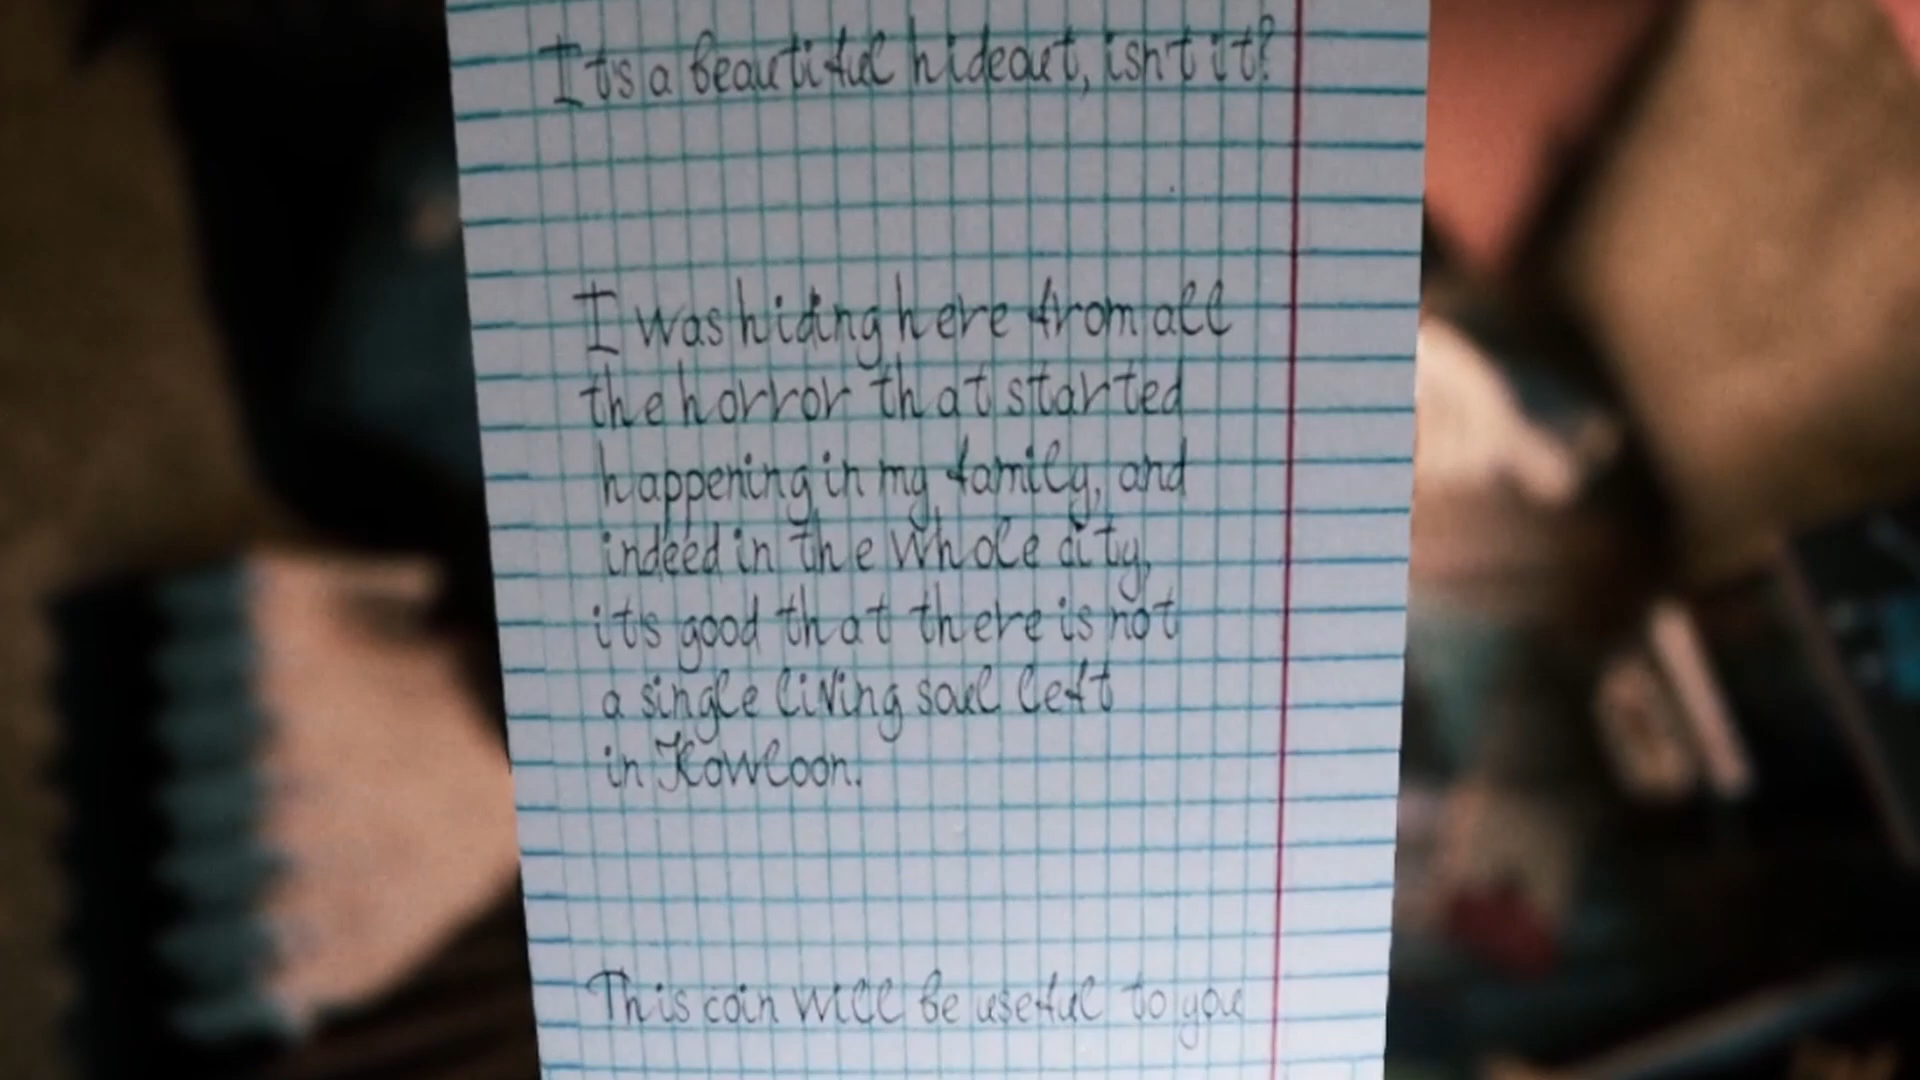 It's a beautiful hideout, isn't it?
I was hiding here from all
the horror that started
happening in my family, and
indeed in the whole city,
it's good that there is not
a single living soul left
in Kowloon.
This coin will be useful to you